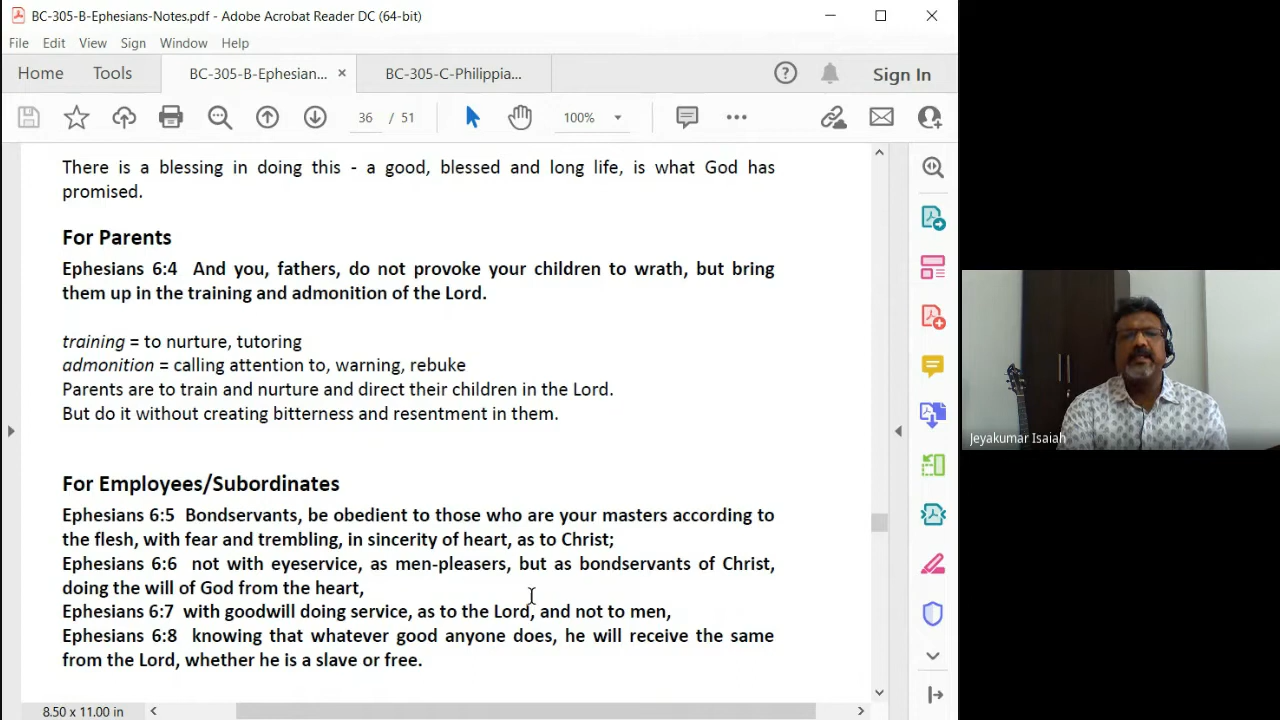 BC-305-B-Ephesians-Notes.pdf - Adobe Acrobat Reader DC (64-bit)
File Edit View Sign Window Help
Home Tools BC-305-B-Ephesian... × BC-305-C-Philippia... Sign In
36 / 51 100%
There is a blessing in doing this - a good, blessed and long life, is what God has
promised.
For Parents
Ephesians 6:4 And you, fathers, do not provoke your children to wrath, but bring
them up in the training and admonition of the Lord.
training = to nurture, tutoring
admonition = calling attention to, warning, rebuke
Parents are to train and nurture and direct their children in the Lord.
But do it without creating bitterness and resentment in them.
For Employees/Subordinates
Ephesians 6:5 Bondservants, be obedient to those who are your masters according to
the flesh, with fear and trembling, in sincerity of heart, as to Christ;
Ephesians 6:6 not with eyeservice, as men-pleasers, but as bondservants of Christ,
doing the will of God from the heart,
Ephesians 6:7 with goodwill doing service, as to the Lord, and not to men,
Ephesians 6:8 knowing that whatever good anyone does, he will receive the same
from the Lord, whether he is a slave or free.
8.50 x 11.00 in
Jeyakumar Isaiah